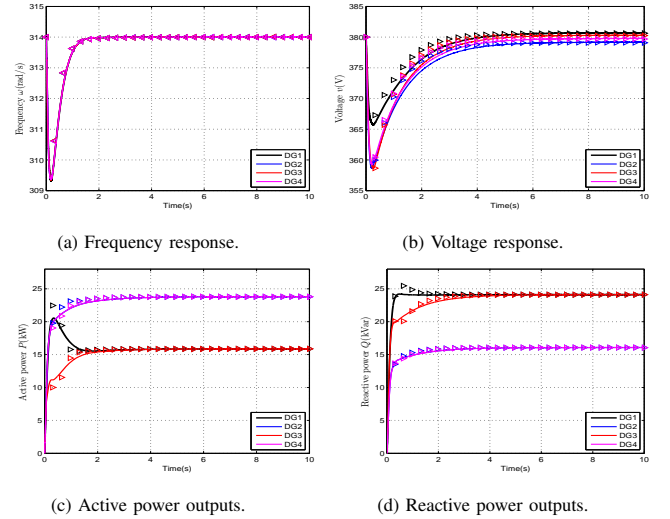 315
314
313
312
311
310
309
0 2 4 6 8 10
Time(s)
Frequency ω(rad/s)
DG1
DG2
DG3
DG4
(a) Frequency response.
385
380
375
370
365
360
355
0 2 4 6 8 10
Time(s)
Voltage v(V)
DG1
DG2
DG3
DG4
(b) Voltage response.
25
20
15
10
5
0
0 2 4 6 8 10
Time(s)
Active power P(kW)
DG1
DG2
DG3
DG4
(c) Active power outputs.
25
20
15
10
5
0
0 2 4 6 8 10
Time(s)
Reactive power Q(kVar)
DG1
DG2
DG3
DG4
(d) Reactive power outputs.